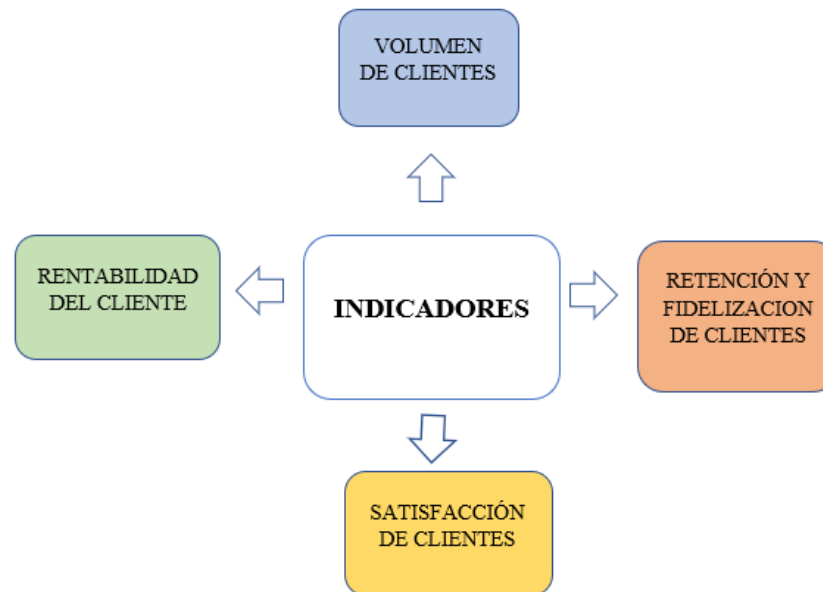 VOLUMEN
DE CLIENTES
RENTABILIDAD
DEL CLIENTE
INDICADORES
RETENCIÓN Y
FIDELIZACION
DE CLIENTES
SATISFACCIÓN
DE CLIENTES